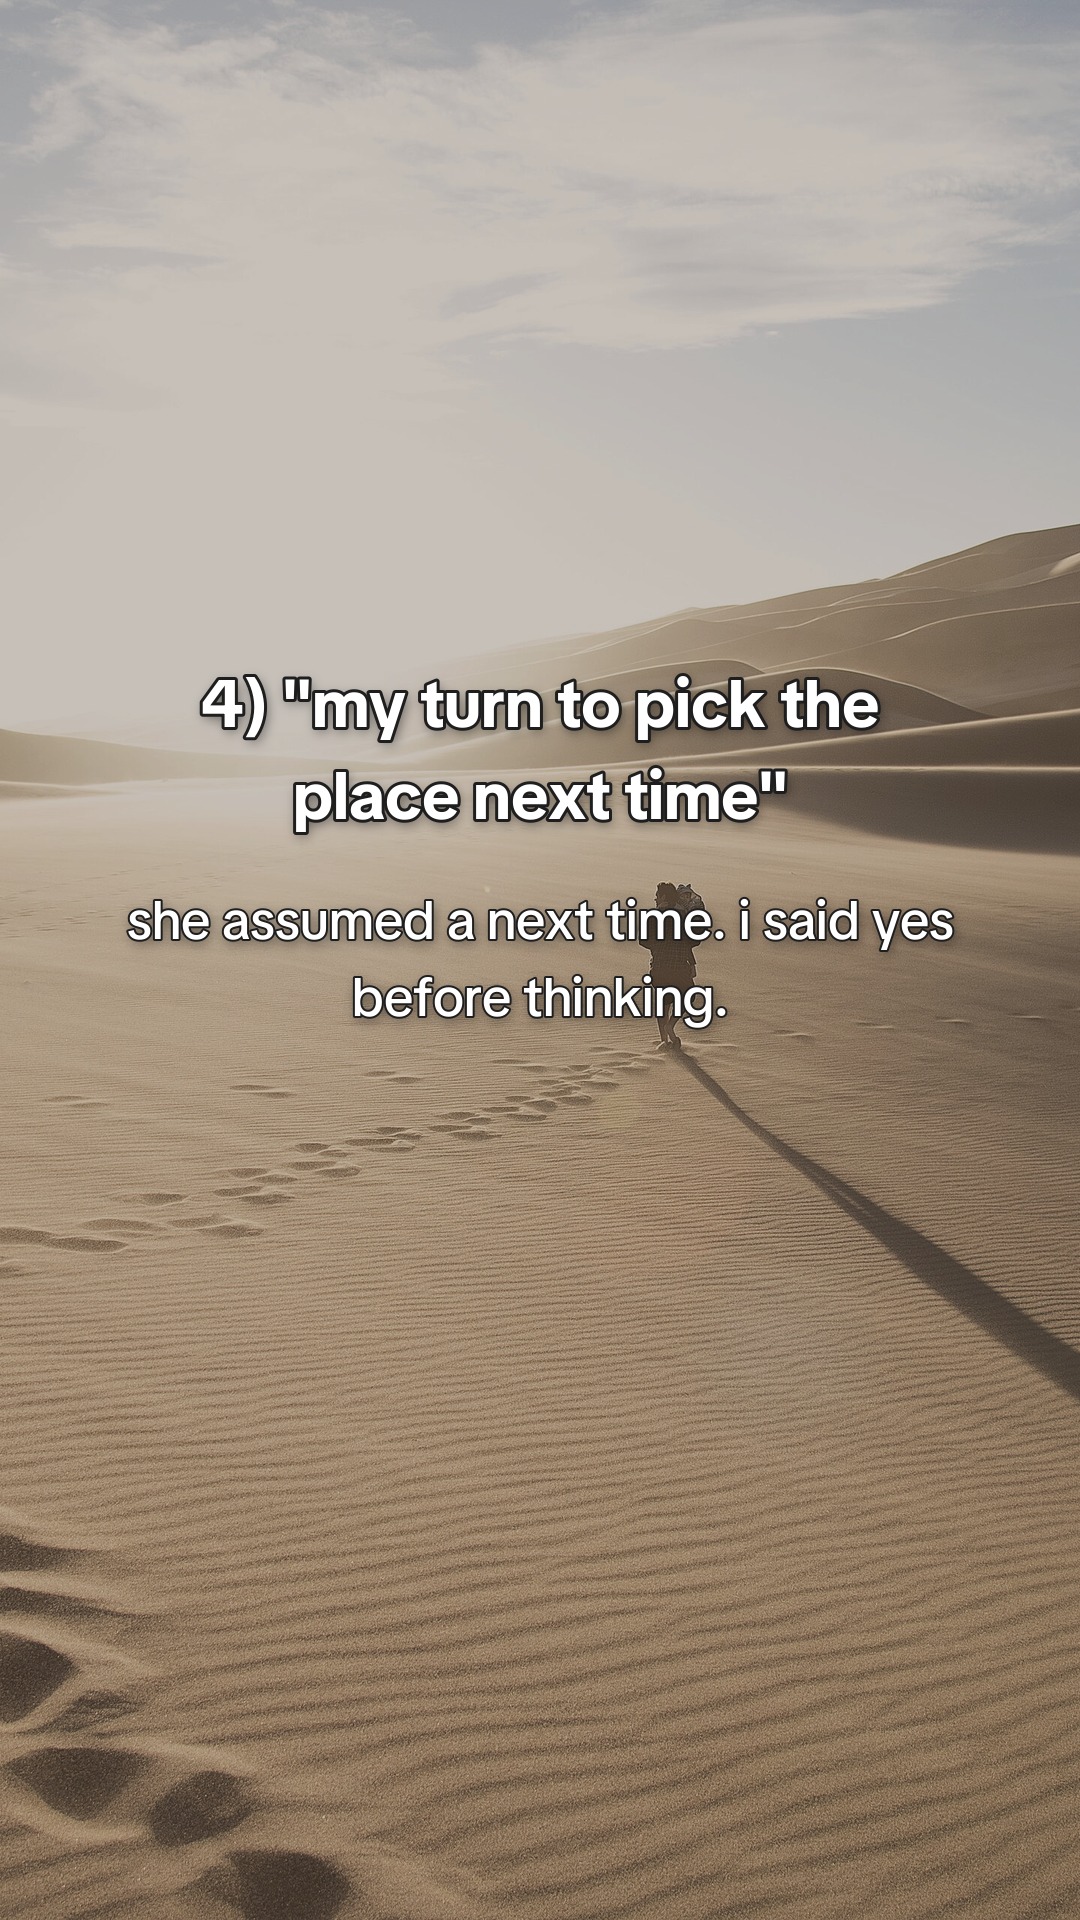 4) "my turn to pick the
place next time"
she assumed a next time. i said yes
before thinking.